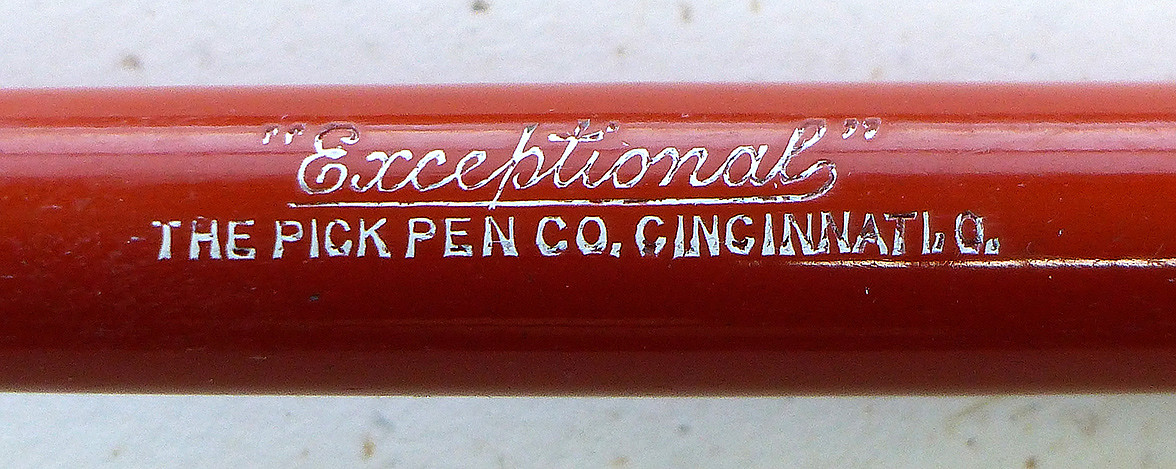 "Exceptional"
THE PICK PEN CO. CINCINNATI, O.